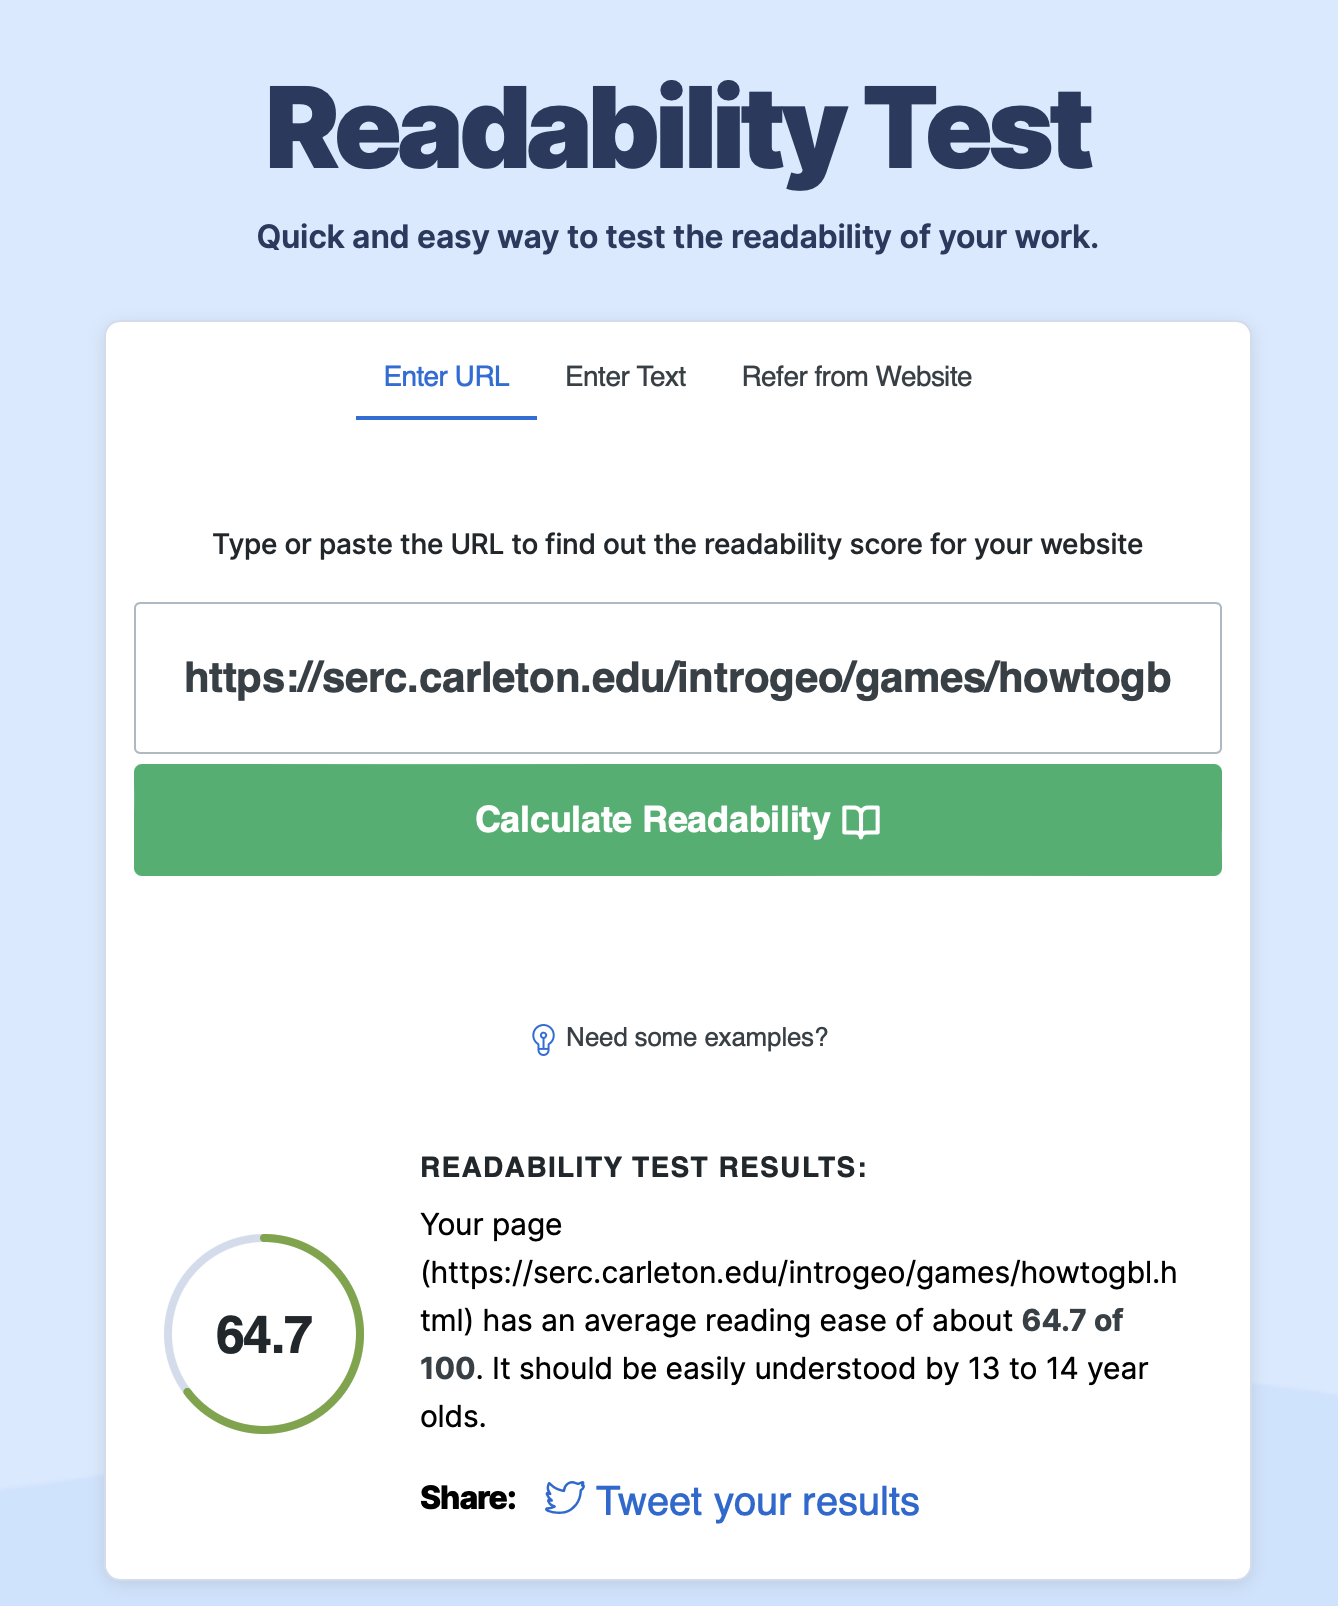 Readability Test
Quick and easy way to test the readability of your work.
Enter URL
Enter Text
Refer from Website
Type or paste the URL to find out the readability score for your website
https://serc.carleton.edu/introgeo/games/howtogb
Calculate Readability
Need some examples?
READABILITY TEST RESULTS:
Your page
(https://serc.carleton.edu/introgeo/games/howtogbl.h
tml) has an average reading ease of about 64.7 of
100. It should be easily understood by 13 to 14 year
olds.
64.7
Share: Tweet your results